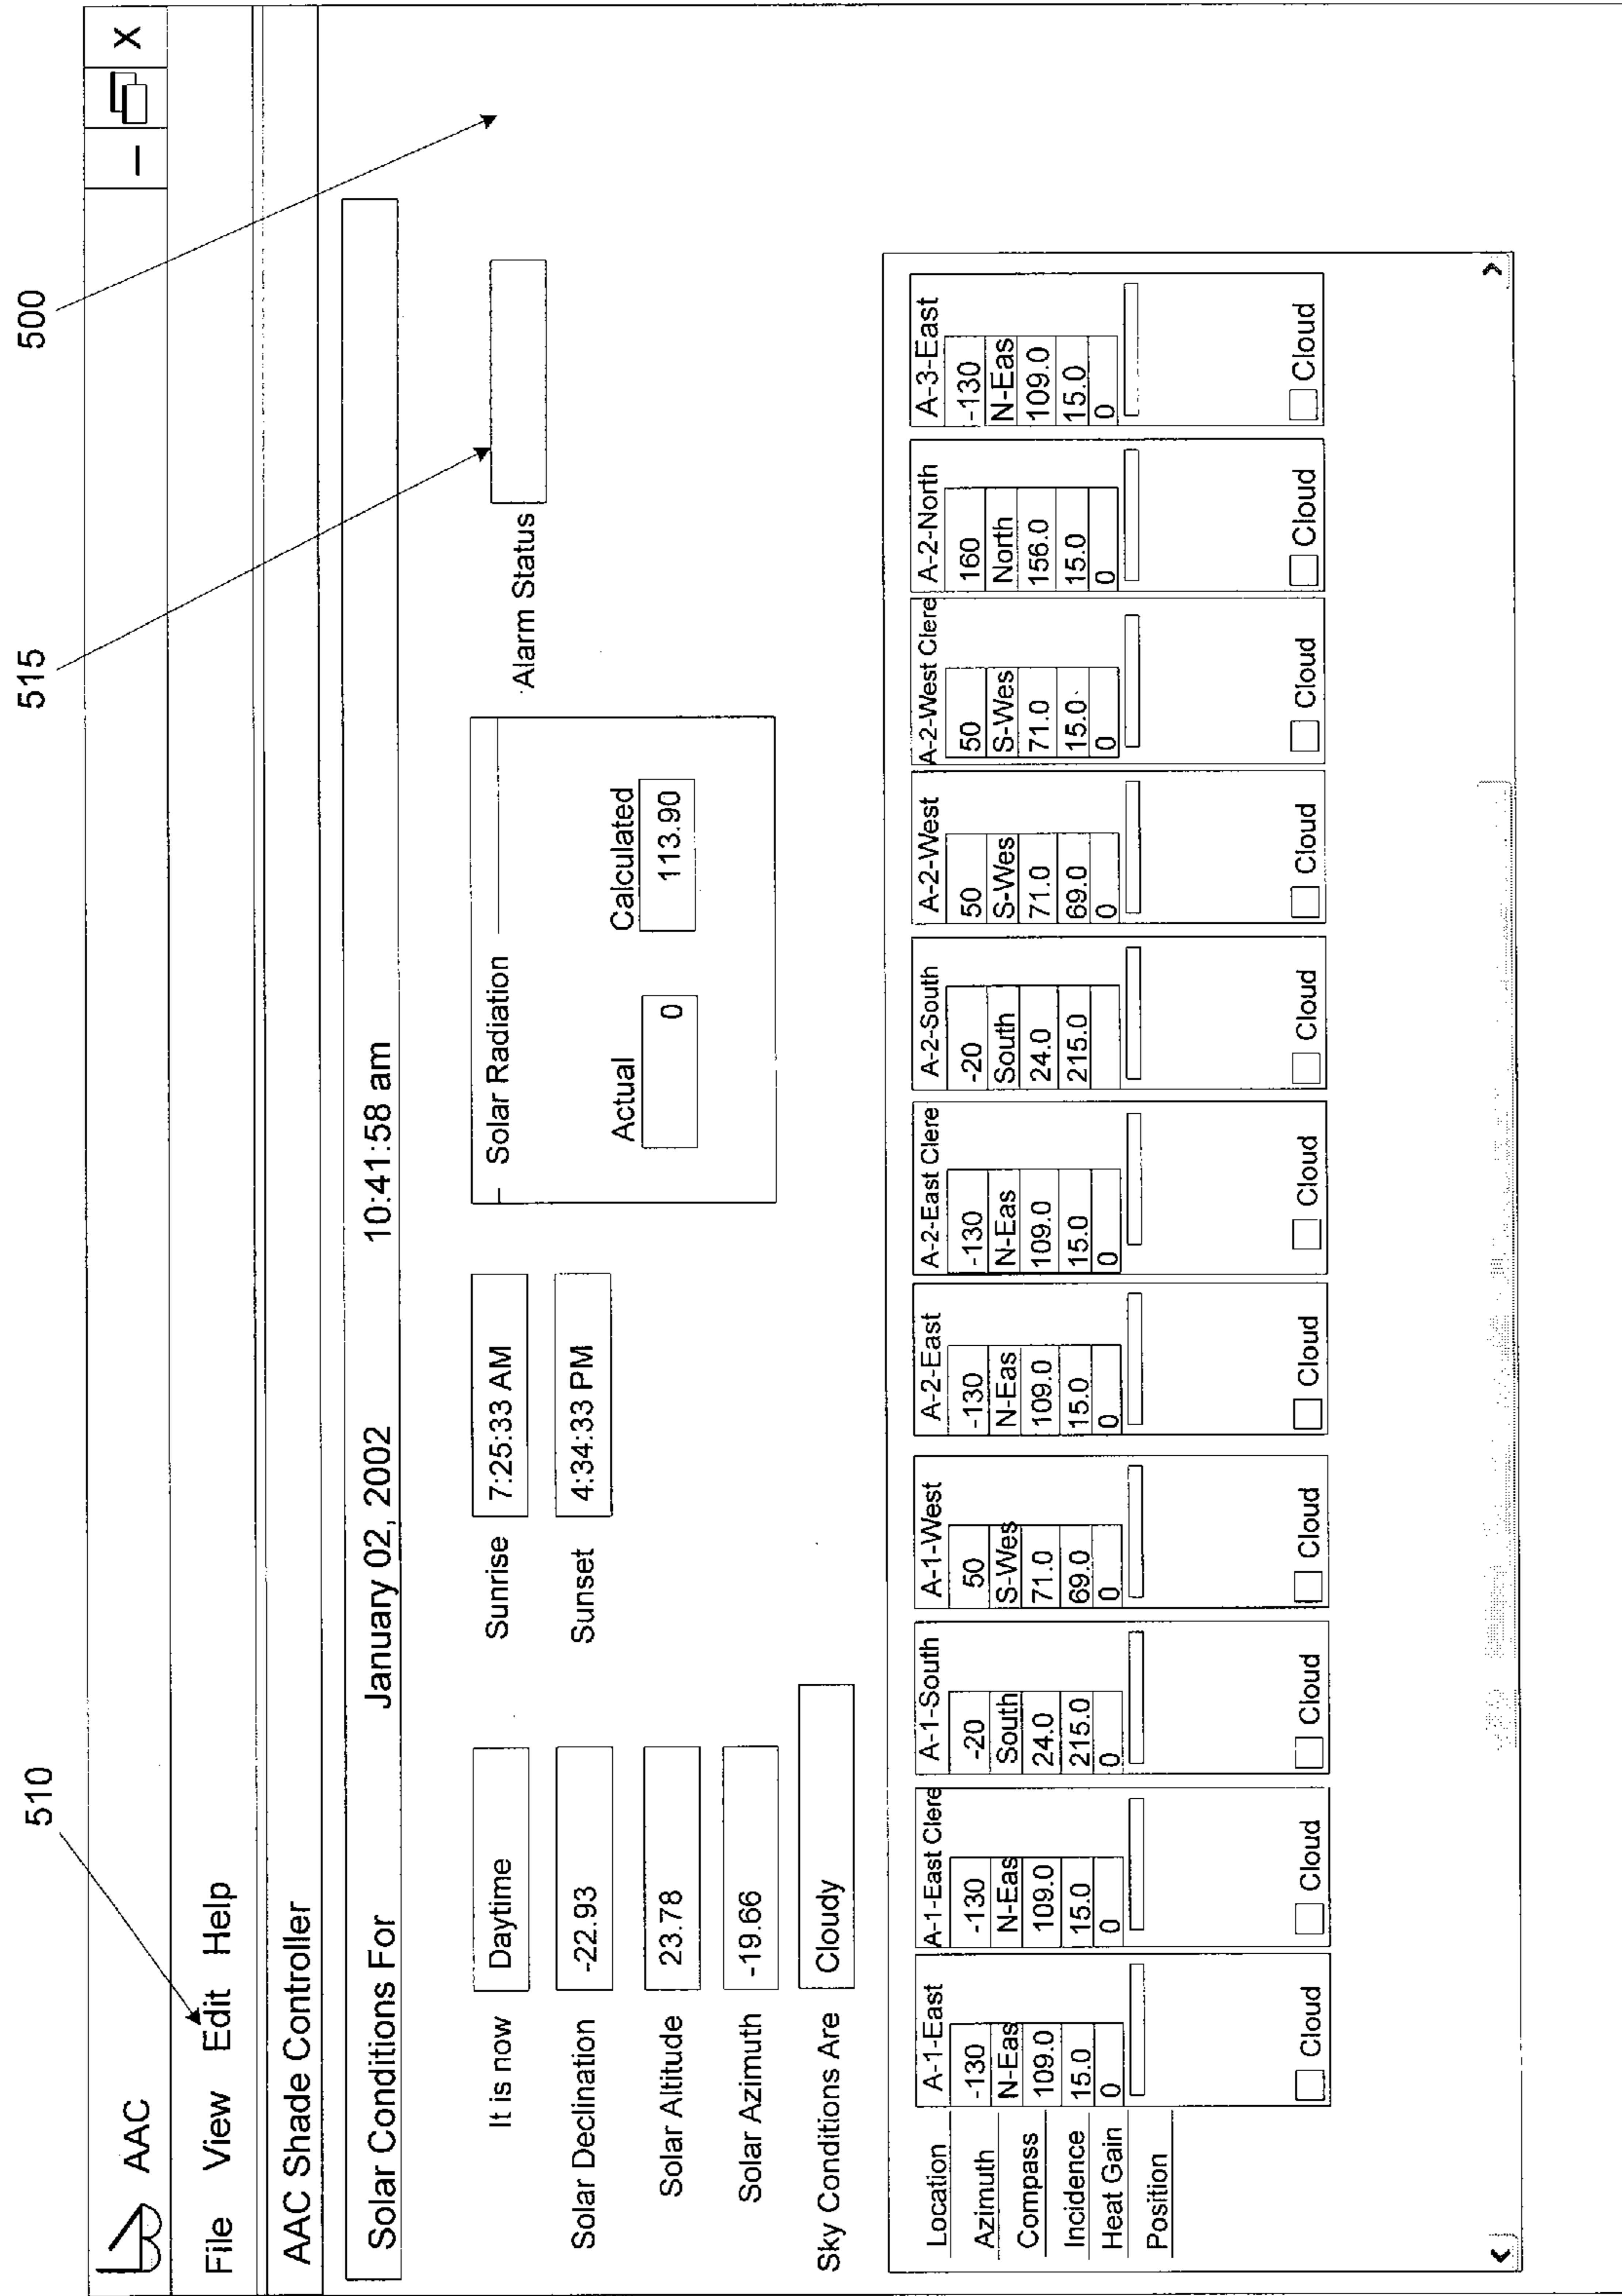 510 515 500
AAC − X
File View Edit Help
AAC Shade Controller
Solar Conditions For January 02, 2002 10:41:58 am
It is now Daytime Sunrise 7:25:33 AM Solar Radiation Alarm Status
Solar Declination -22.93 Sunset 4:34:33 PM
Solar Altitude 23.78 Actual 0 Calculated 113.90
Solar Azimuth -19.66
Sky Conditions Are Cloudy
Location A-1-East A-1-East Clere A-1-South A-1-West A-2-East A-2-East Clere A-2-South A-2-West A-2-West Clere A-2-North A-3-East
Azimuth -130 -130 -20 50 -130 -130 -20 50 50 160 -130
Compass N-Eas N-Eas South S-Wes N-Eas N-Eas South S-Wes S-Wes North N-Eas
Incidence 109.0 109.0 24.0 71.0 109.0 109.0 24.0 71.0 71.0 156.0 109.0
Heat Gain 15.0 15.0 215.0 69.0 15.0 15.0 215.0 69.0 15.0 15.0 15.0
Position 0 0 0 0 0 0 0 0 0 0
Cloud Cloud Cloud Cloud Cloud Cloud Cloud Cloud Cloud Cloud Cloud
< >